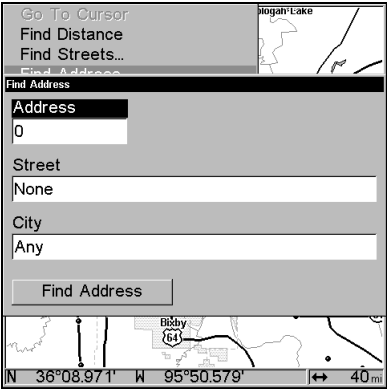 Go To Cursor
Find Distance
Find Streets...
Find Address
Find Address
Address
0
Street
None
City
Any
Find Address
Bixby
64
N 36°08.971' W 95°50.579' ↔ 40mi